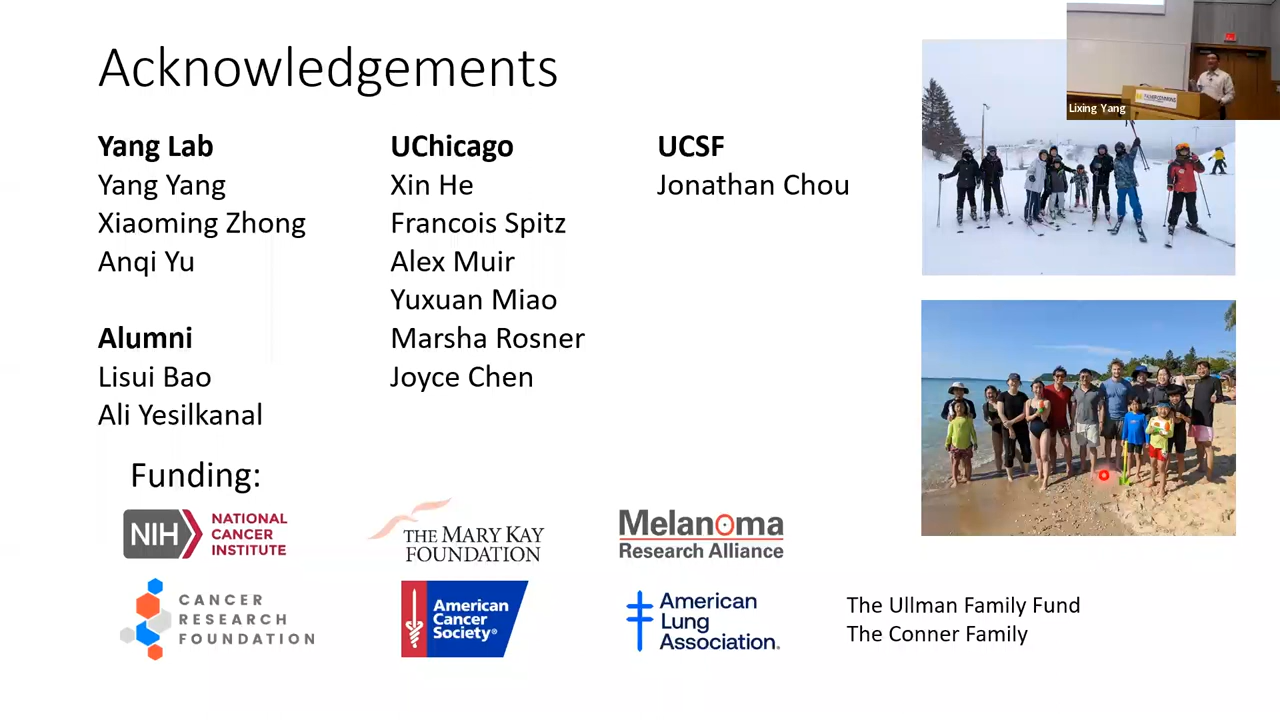 Acknowledgements
Yang Lab
Yang Yang
Xiaoming Zhong
Anqi Yu
Alumni
Lisui Bao
Ali Yesilkanal
UChicago
Xin He
Francois Spitz
Alex Muir
Yuxuan Miao
Marsha Rosner
Joyce Chen
UCSF
Jonathan Chou
Lixing Yang
Funding:
NIH
NATIONAL
CANCER
INSTITUTE
THE MARY KAY
FOUNDATION
Melanoma
Research Alliance
CANCER
RESEARCH
FOUNDATION
American
Cancer
Society®
American
Lung
Association.
The Ullman Family Fund
The Conner Family